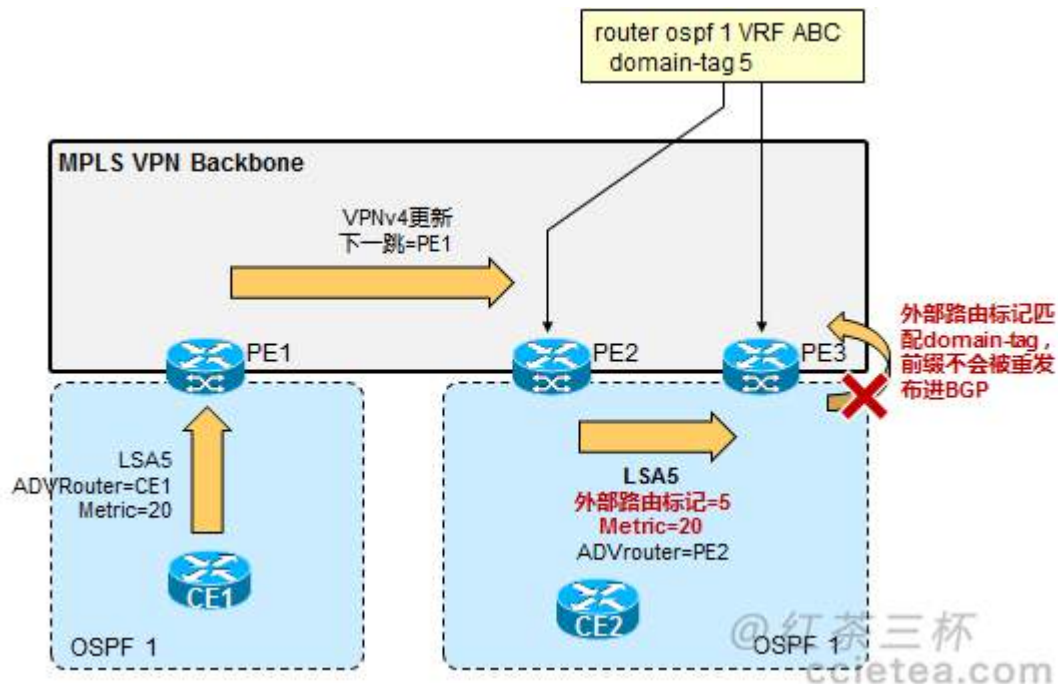 router ospf 1 VRF ABC
domain-tag 5
MPLS VPN Backbone
VPNv4更新
下一跳=PE1
PE1
PE2
PE3
外部路由标记匹
配domain-tag，
前缀不会被重发
布进BGP
LSA5
ADVRouter=CE1
Metric=20
LSA5
外部路由标记=5
Metric=20
ADVrouter=PE2
CE1
CE2
OSPF 1
OSPF 1
@红茶三杯
ccietea.com